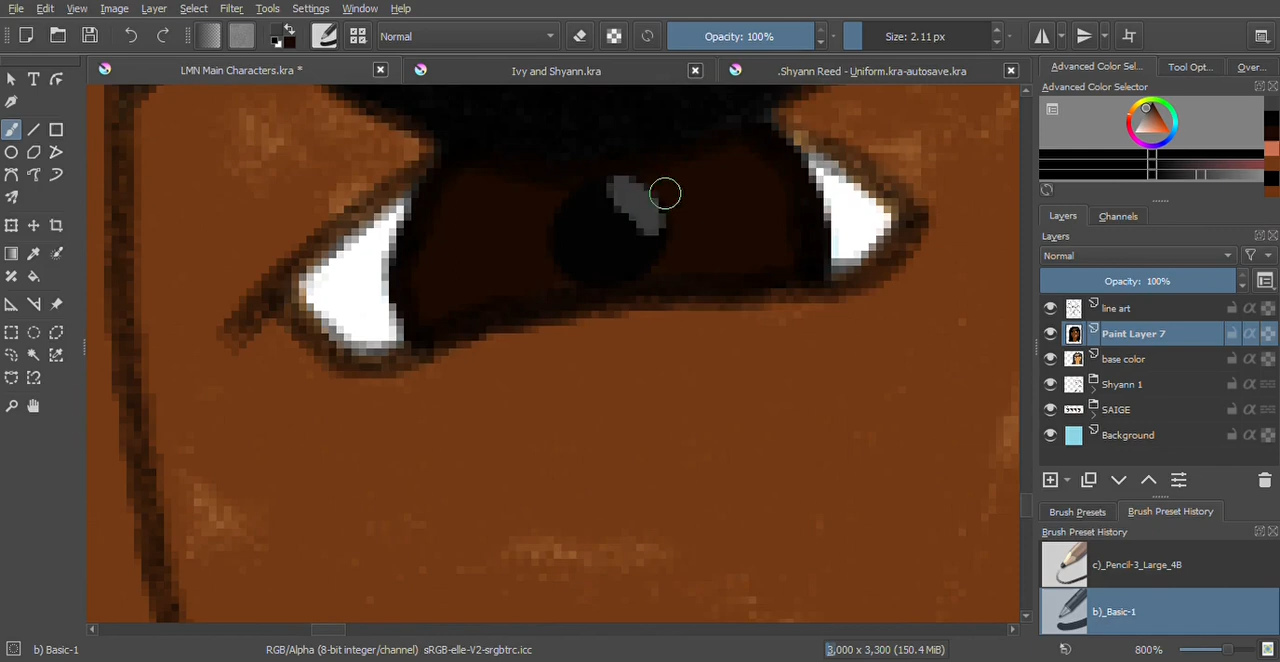 File Edit View Image Layer Select Filter Tools Settings Window Help
Normal Opacity: 100% Size: 2.11 px
LMN Main Characters.kra * Ivy and Shyann.kra .Shyann Reed - Uniform.kra-autosave.kra
Advanced Color Sel... Tool Opt... Over...
Advanced Color Selector
Layers Channels
Layers
Normal
Opacity: 100%
line art
Paint Layer 7
base color
Shyann 1
SAIGE
Background
Brush Presets Brush Preset History
Brush Preset History
c)_Pencil-3_Large_4B
b)_Basic-1
b) Basic-1 RGB/Alpha (8-bit integer/channel) sRGB-elle-V2-srgbtrc.icc 3,000 x 3,300 (150.4 MiB) 800%